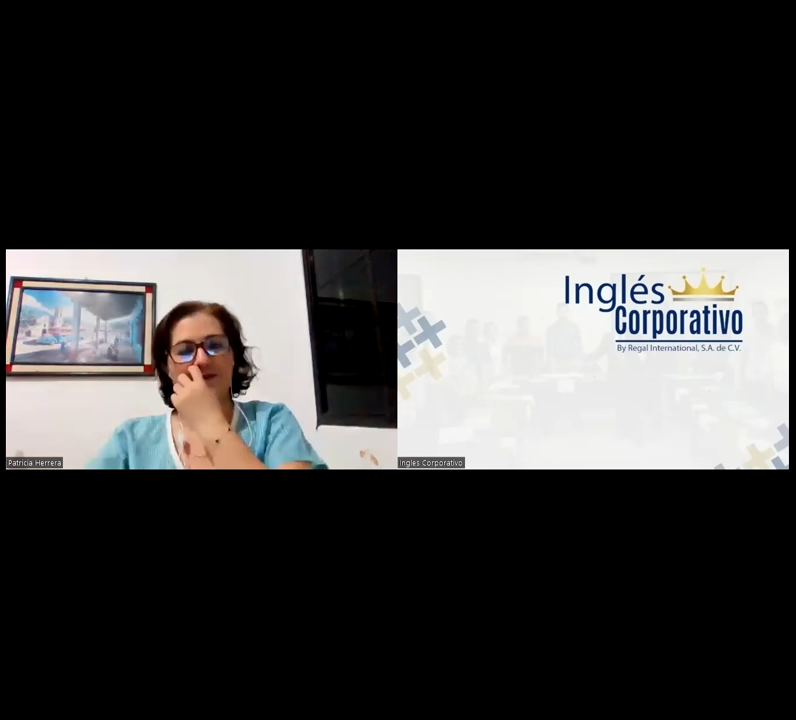 Inglés
Corporativo
By Regal International, S.A. de C.V.
Patricia Herrera
Ingles Corporativo